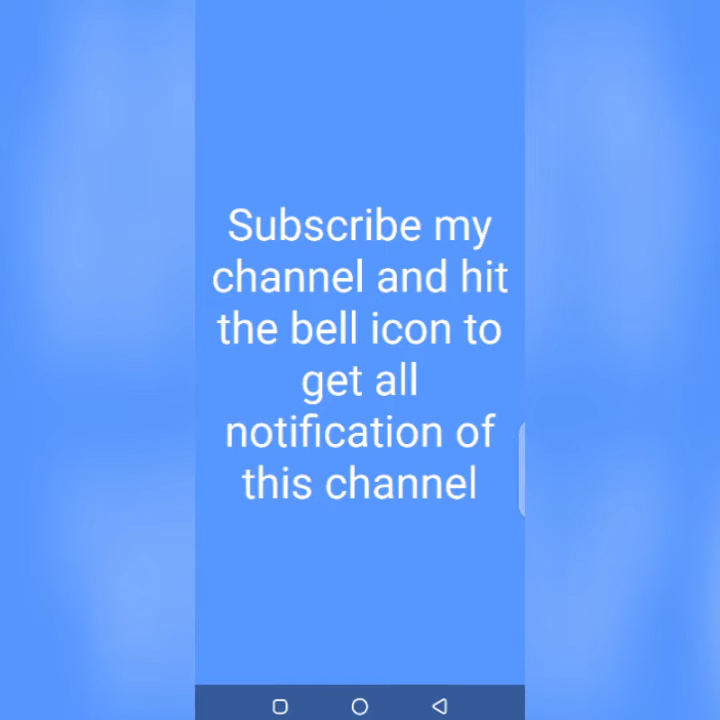 Subscribe my
channel and hit
the bell icon to
get all
notification of
this channel